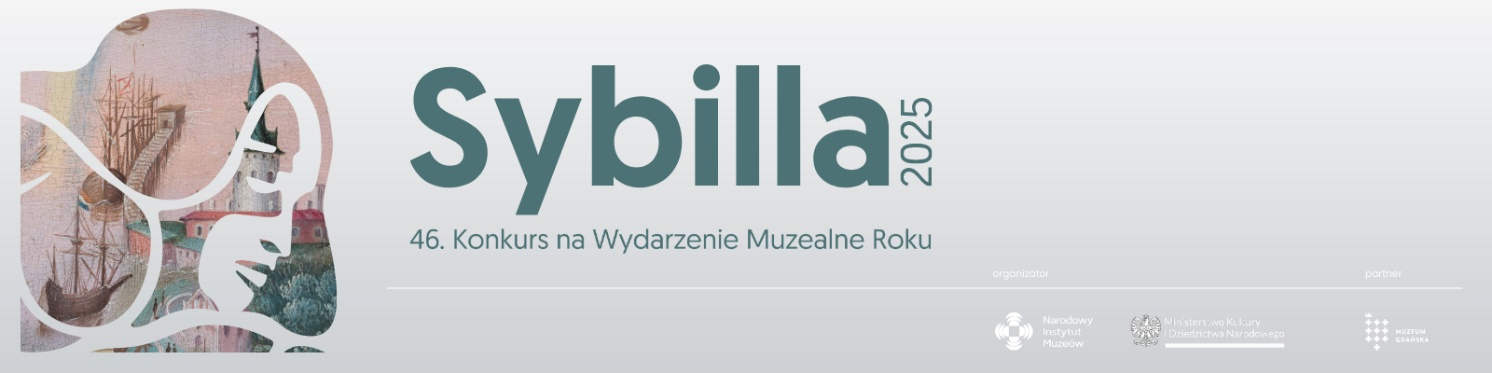 Sybilla
2025
46. Konkurs na Wydarzenie Muzealne Roku
organizator
partner
Narodowy
Instytut
Muzeów
Ministerstwo Kultury
i Dziedzictwa Narodowego
MUZEUM
GDAŃSKA